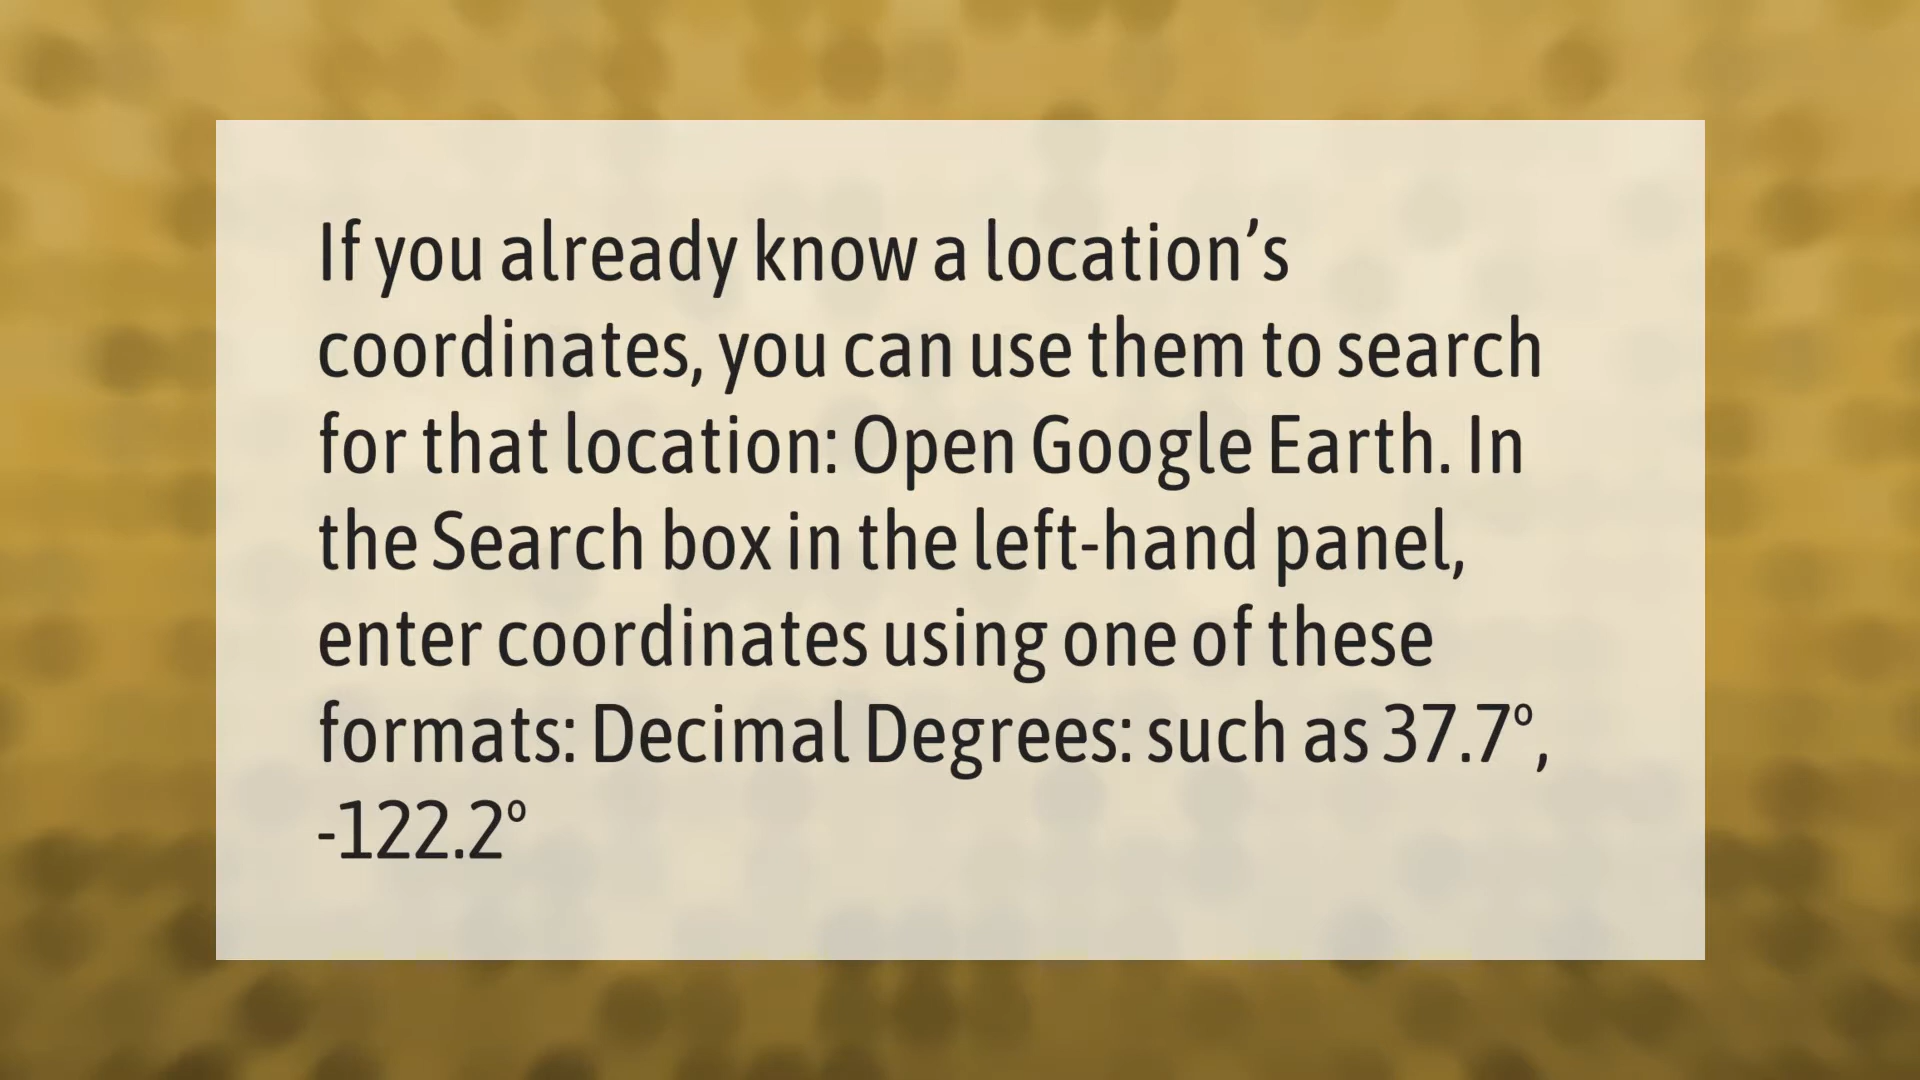 If you already know a location’s
coordinates, you can use them to search
for that location: Open Google Earth. In
the Search box in the left-hand panel,
enter coordinates using one of these
formats: Decimal Degrees: such as 37.7º,
-122.2º